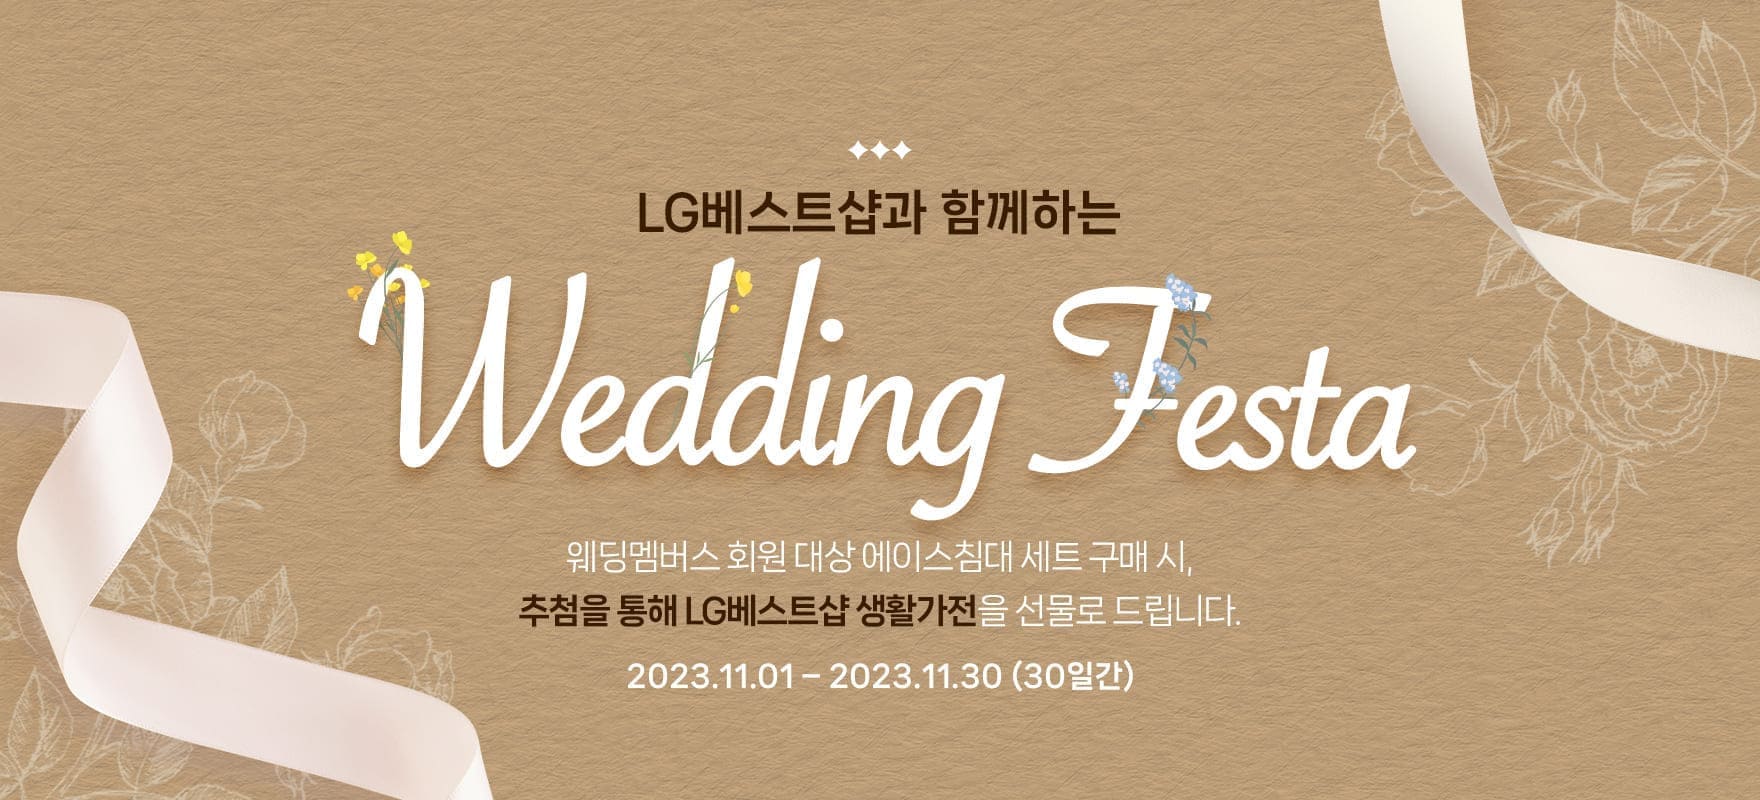 LG베스트샵과 함께하는
Wedding Festa
웨딩멤버스 회원 대상 에이스침대 세트 구매 시,
추첨을 통해 LG베스트샵 생활가전을 선물로 드립니다.
2023.11.01 – 2023.11.30 (30일간)